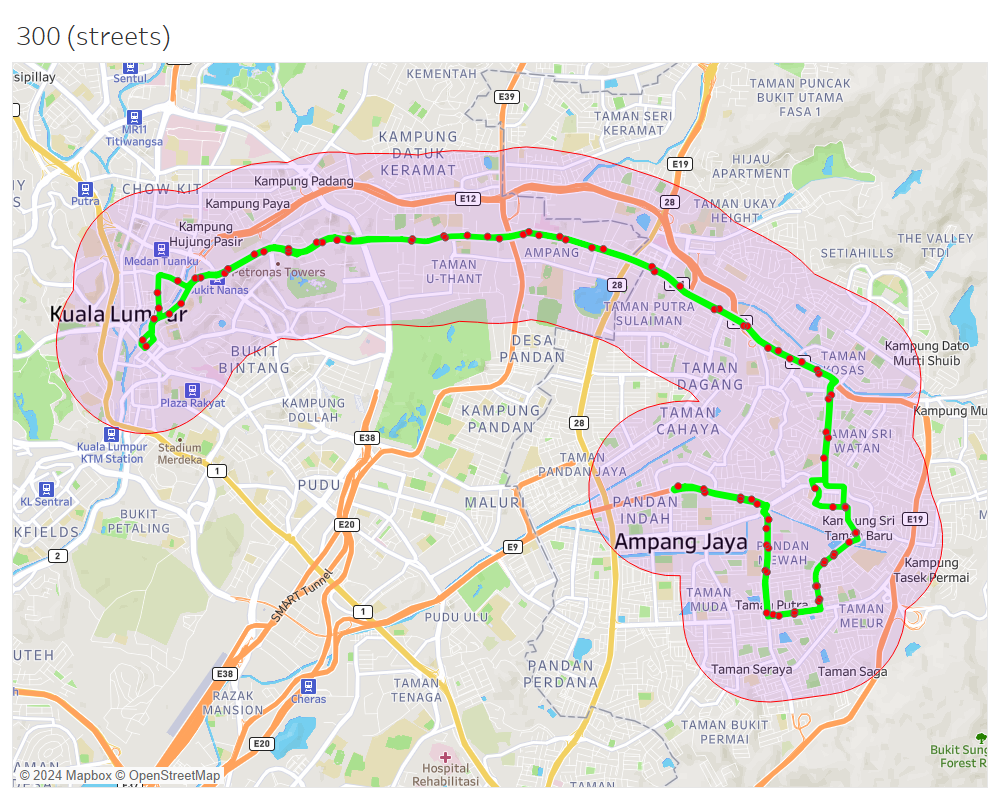 300 (streets)
sipillay
Sentul
KEMENTAH
E39
TAMAN PUNCAK
BUKIT UTAMA
FASA 1
MR11
Titiwangsa
TAMAN SERI
KERAMAT
KAMPUNG
DATUK
KERAMAT
E19
HIJAU
APARTMENT
Putra
CHOW KIT
Kampung Padang
Kampung Paya
E12
28
TAMAN UKAY
HEIGHT
Kampung
Hujung Pasir
Medan Tuanku
AMPANG
SETIAHILLS
THE VALLEY
TTDI
Petronas Towers
TAMAN
U-THANT
Bukit Nanas
28
Kuala Lumpur
TAMAN PUTRA
SULAIMAN
BUKIT
BINTANG
DESA
PANDAN
TAMAN
DAGANG
TAMAN
KOSAS
Kampung Dato
Mufti Shuib
Plaza Rakyat
KAMPUNG
DOLLAH
KAMPUNG
PANDAN
TAMAN
CAHAYA
Kampung Mu
28
Kuala Lumpur
KTM Station
Stadium
Merdeka
E38
TAMAN SRI
WATAN
1
TAMAN
PANDAN JAYA
KL Sentral
PUDU
MALURI
PANDAN
INDAH
BUKIT
PETALING
KFIELDS
E20
Kampung Sri
Taman Baru
E19
2
E9
Ampang Jaya
PANDAN
MEWAH
Kampung
Tasek Permai
SMART Tunnel
1
PUDU ULU
TAMAN
MUDA
Taman Putra
TAMAN
MELUR
UTEH
PANDAN
PERDANA
Taman Seraya
Taman Saga
E38
RAZAK
MANSION
Cheras
TAMAN
TENAGA
E20
TAMAN BUKIT
PERMAI
Hospital
Rehabilitasi
Bukit Sung
Forest R
© 2024 Mapbox © OpenStreetMap